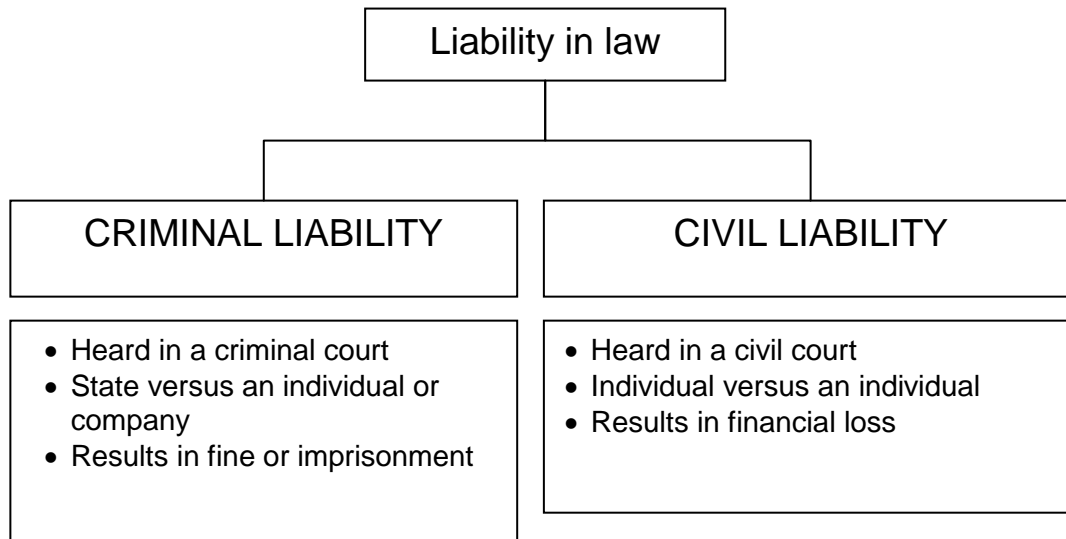 Liability in law
CRIMINAL LIABILITY
• Heard in a criminal court
• State versus an individual or
company
• Results in fine or imprisonment
CIVIL LIABILITY
• Heard in a civil court
• Individual versus an individual
• Results in financial loss